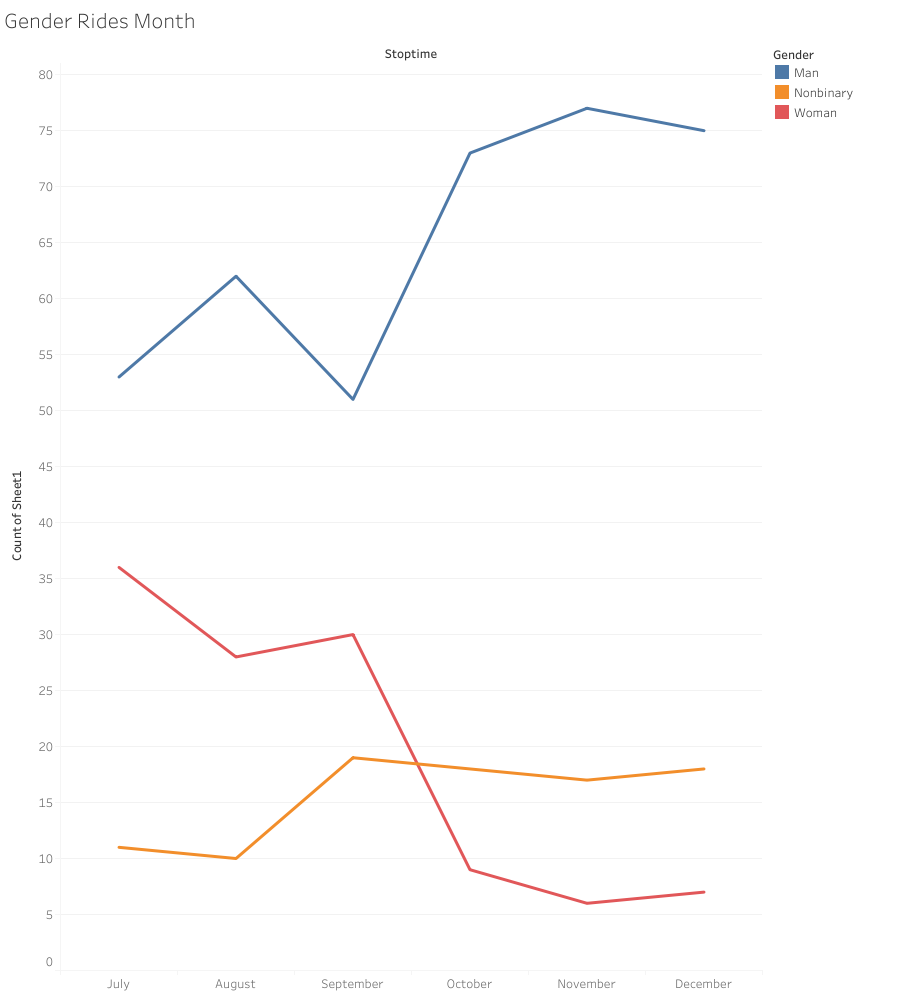 Gender Rides Month
Stoptime
Gender
Man
Nonbinary
Woman
Count of Sheet1
80
75
70
65
60
55
50
45
40
35
30
25
20
15
10
5
0
July August September October November December